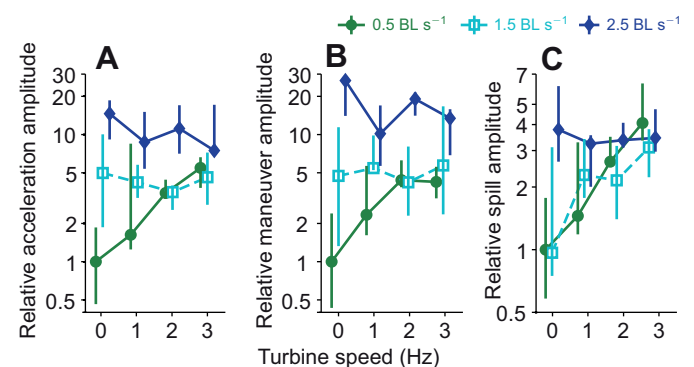 0.5 BL s⁻¹ 1.5 BL s⁻¹ 2.5 BL s⁻¹
A B C
Relative acceleration amplitude
30
20
10
5
2
1
0.5
0 1 2 3
Relative maneuver amplitude
30
20
10
5
2
1
0.5
0 1 2 3
Relative spill amplitude
7
5
4
3
2
1
0.5
0 1 2 3
Turbine speed (Hz)